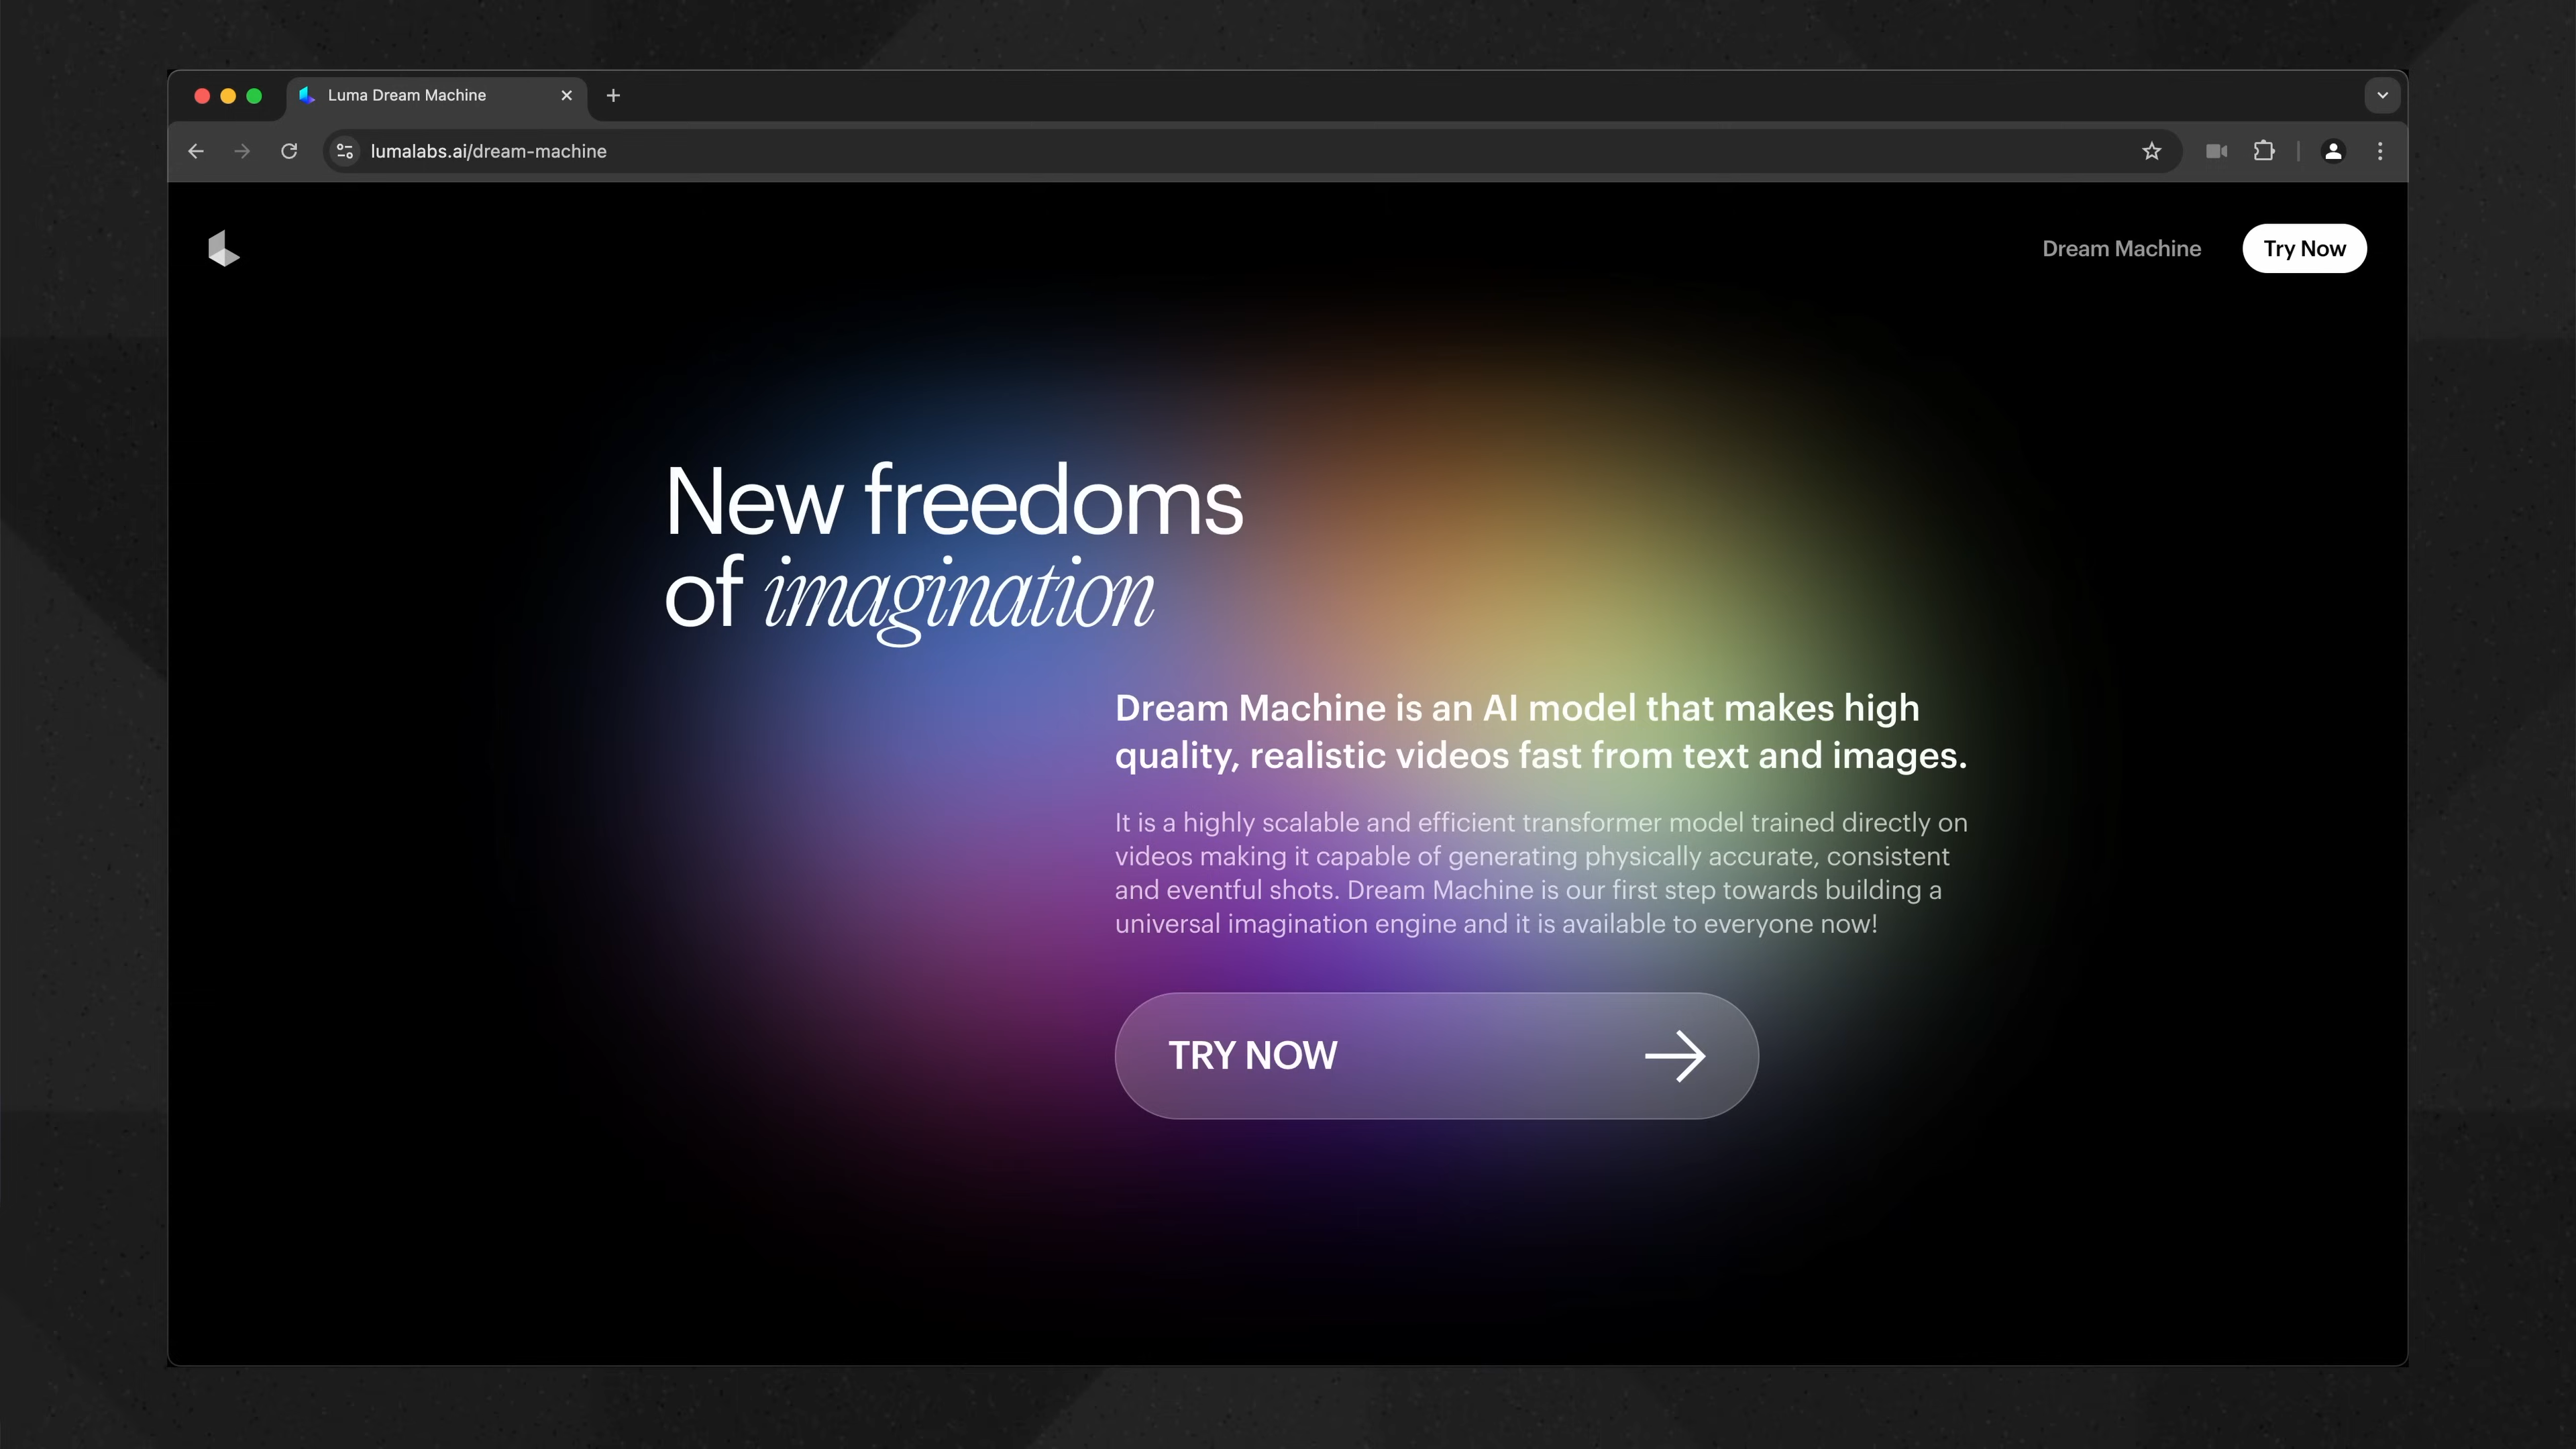 Luma Dream Machine
lumalabs.ai/dream-machine
Dream Machine
Try Now
New freedoms
of imagination
Dream Machine is an AI model that makes high
quality, realistic videos fast from text and images.
It is a highly scalable and efficient transformer model trained directly on
videos making it capable of generating physically accurate, consistent
and eventful shots. Dream Machine is our first step towards building a
universal imagination engine and it is available to everyone now!
TRY NOW